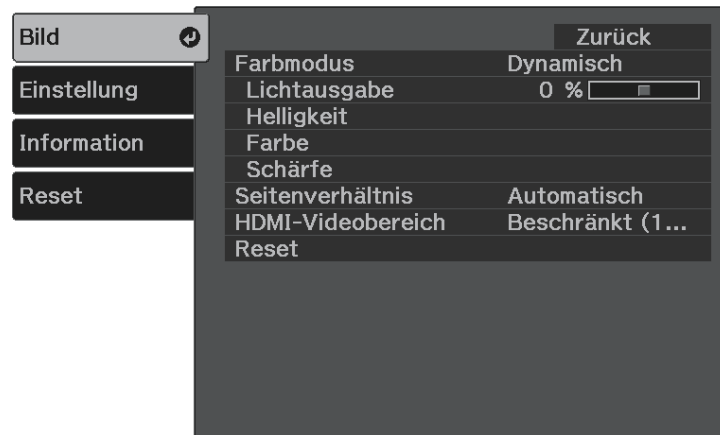 Bild
Einstellung
Information
Reset
Zurück
Farbmodus Dynamisch
Lichtausgabe 0 %
Helligkeit
Farbe
Schärfe
Seitenverhältnis Automatisch
HDMI-Videobereich Beschränkt (1...
Reset